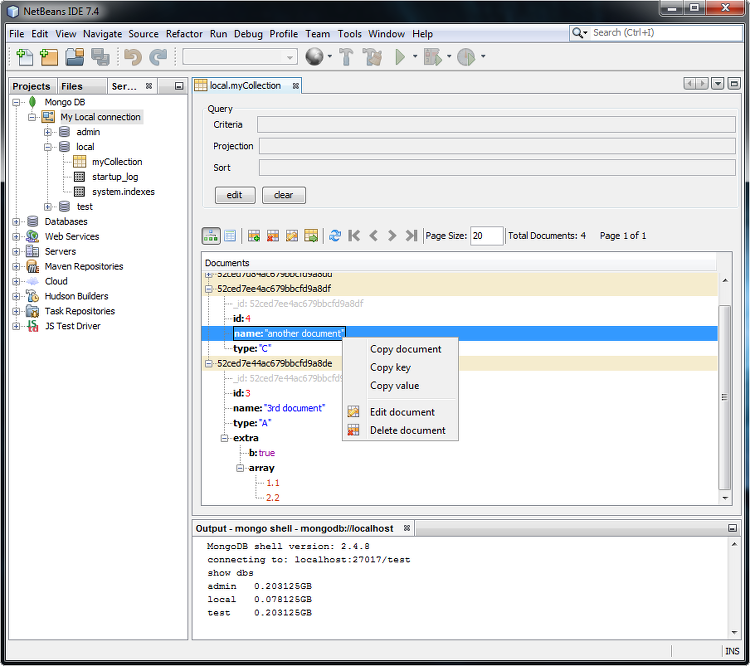 NetBeans IDE 7.4
File Edit View Navigate Source Refactor Run Debug Profile Team Tools Window Help
Search (Ctrl+I)
Projects Files Ser...
Mongo DB
My Local connection
admin
local
myCollection
startup_log
system.indexes
test
Databases
Web Services
Servers
Maven Repositories
Cloud
Hudson Builders
Task Repositories
JS Test Driver
local.myCollection
Query
Criteria
Projection
Sort
edit clear
Page Size: 20 Total Documents: 4 Page 1 of 1
Documents
52ced7ee4ac679bbcfd9a8df
_id: 52ced7ee4ac679bbcfd9a8df
id: 4
name: "another document"
type: "C"
52ced7e44ac679bbcfd9a8de
_id: 52ced7e44ac679bbcfd9
id: 3
name: "3rd document"
type: "A"
extra
b: true
array
1.1
2.2
Copy document
Copy key
Copy value
Edit document
Delete document
Output - mongo shell - mongodb://localhost
MongoDB shell version: 2.4.8
connecting to: localhost:27017/test
show dbs
admin 0.203125GB
local 0.078125GB
test 0.203125GB
INS